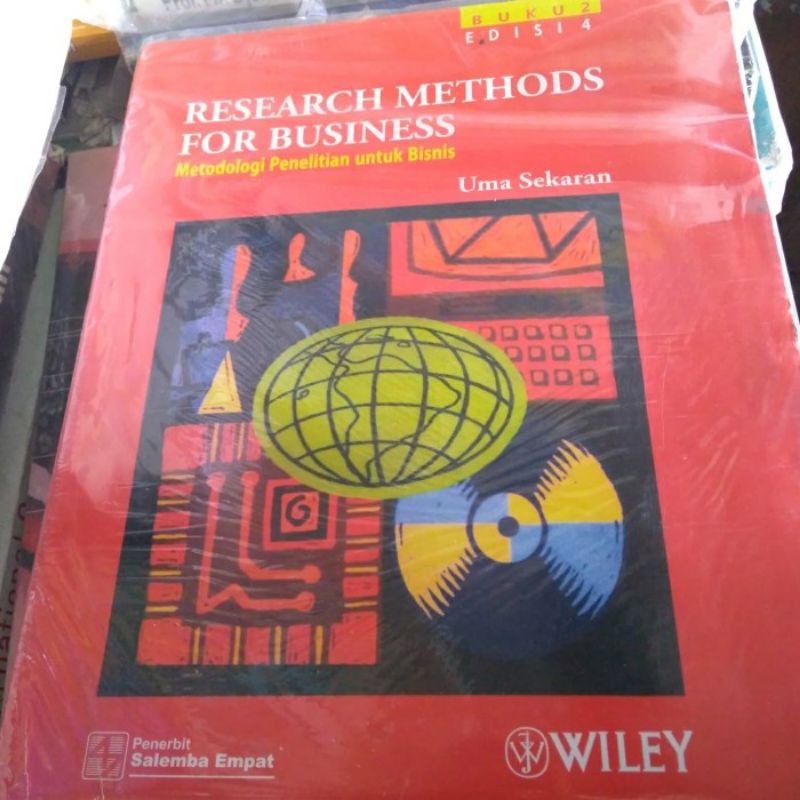 BUKU 2
EDISI 4
RESEARCH METHODS
FOR BUSINESS
Metodologi Penelitian untuk Bisnis
Uma Sekaran
Penerbit
Salemba Empat
WILEY